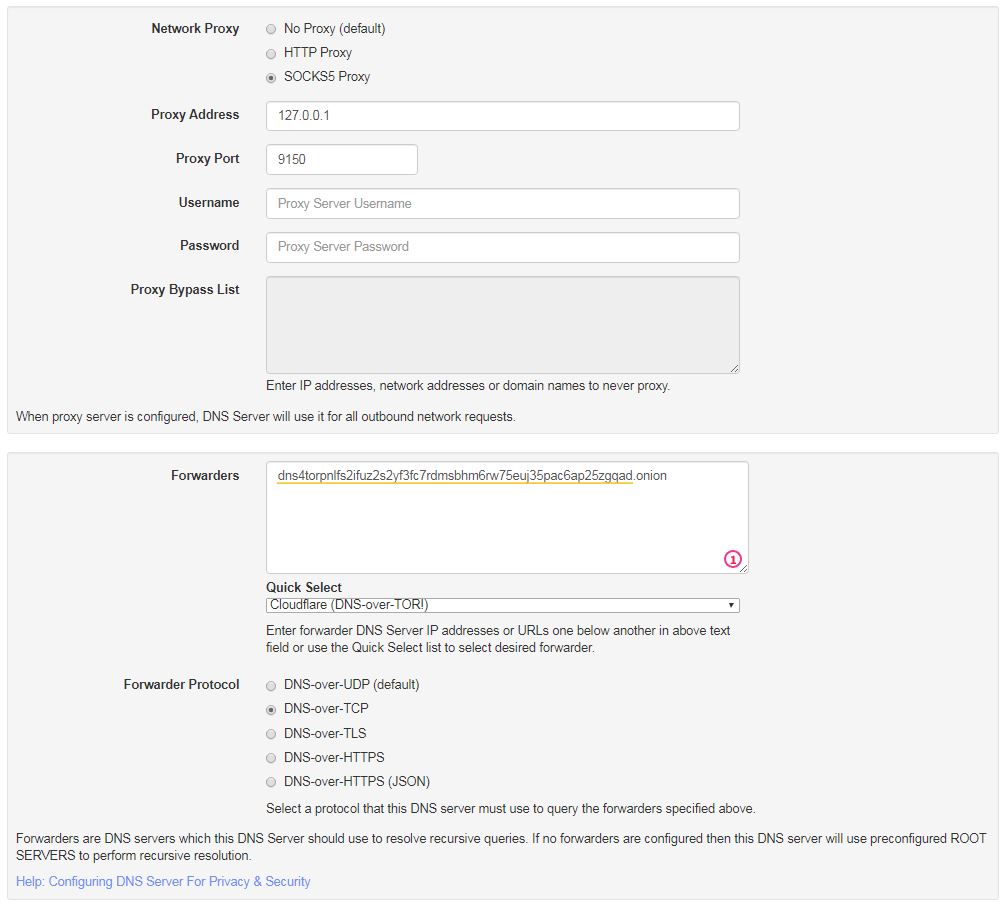 Network Proxy
No Proxy (default)
HTTP Proxy
SOCKS5 Proxy
Proxy Address
127.0.0.1
Proxy Port
9150
Username
Proxy Server Username
Password
Proxy Server Password
Proxy Bypass List
Enter IP addresses, network addresses or domain names to never proxy.
When proxy server is configured, DNS Server will use it for all outbound network requests.
Forwarders
dns4torpnlfs2ifuz2s2yf3fc7rdmsbhm6rw75euj35pac6ap25zgqad.onion
1
Quick Select
Cloudflare (DNS-over-TOR!)
Enter forwarder DNS Server IP addresses or URLs one below another in above text
field or use the Quick Select list to select desired forwarder.
Forwarder Protocol
DNS-over-UDP (default)
DNS-over-TCP
DNS-over-TLS
DNS-over-HTTPS
DNS-over-HTTPS (JSON)
Select a protocol that this DNS server must use to query the forwarders specified above.
Forwarders are DNS servers which this DNS Server should use to resolve recursive queries. If no forwarders are configured then this DNS server will use preconfigured ROOT
SERVERS to perform recursive resolution.
Help: Configuring DNS Server For Privacy & Security